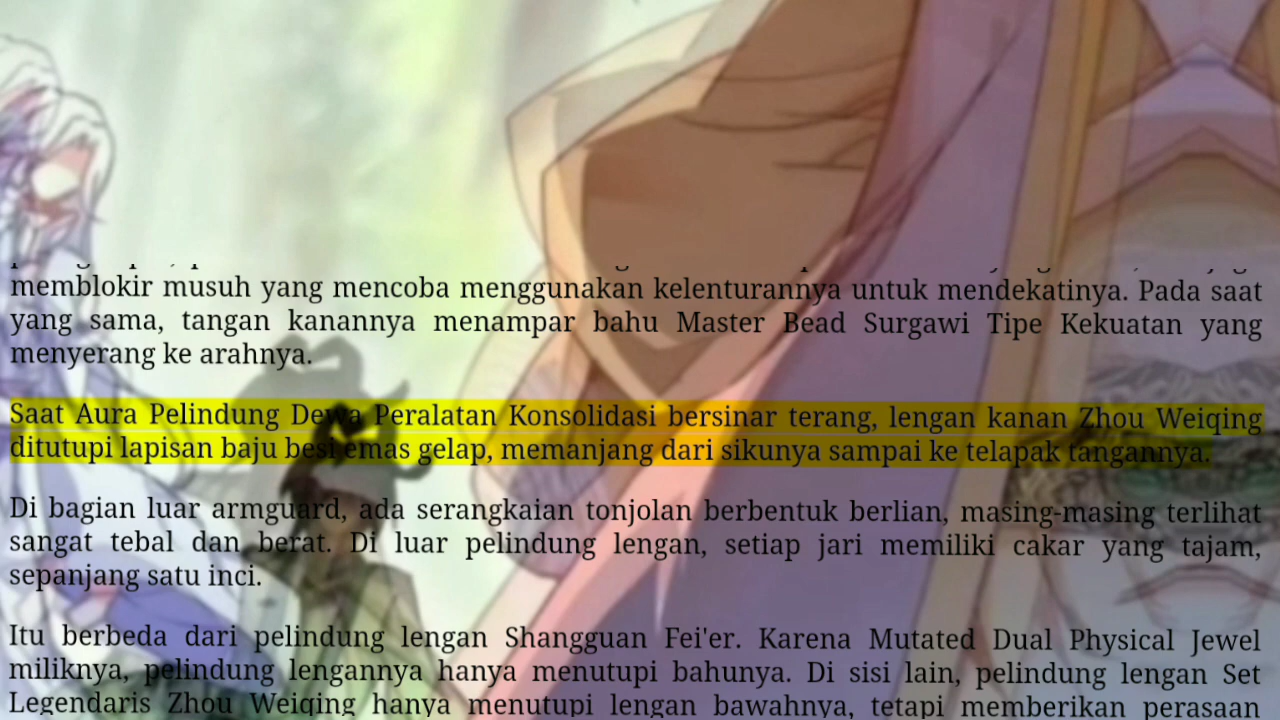 memblokir musuh yang mencoba menggunakan kelenturannya untuk mendekatinya. Pada saat
yang sama, tangan kanannya menampar bahu Master Bead Surgawi Tipe Kekuatan yang
menyerang ke arahnya.
Saat Aura Pelindung Dewa Peralatan Konsolidasi bersinar terang, lengan kanan Zhou Weiqing
ditutupi lapisan baju besi emas gelap, memanjang dari sikunya sampai ke telapak tangannya.
Di bagian luar armguard, ada serangkaian tonjolan berbentuk berlian, masing-masing terlihat
sangat tebal dan berat. Di luar pelindung lengan, setiap jari memiliki cakar yang tajam,
sepanjang satu inci.
Itu berbeda dari pelindung lengan Shangguan Fei'er. Karena Mutated Dual Physical Jewel
miliknya, pelindung lengannya hanya menutupi bahunya. Di sisi lain, pelindung lengan Set
Legendaris Zhou Weiqing hanya menutupi lengan bawahnya, tetapi memberikan perasaan